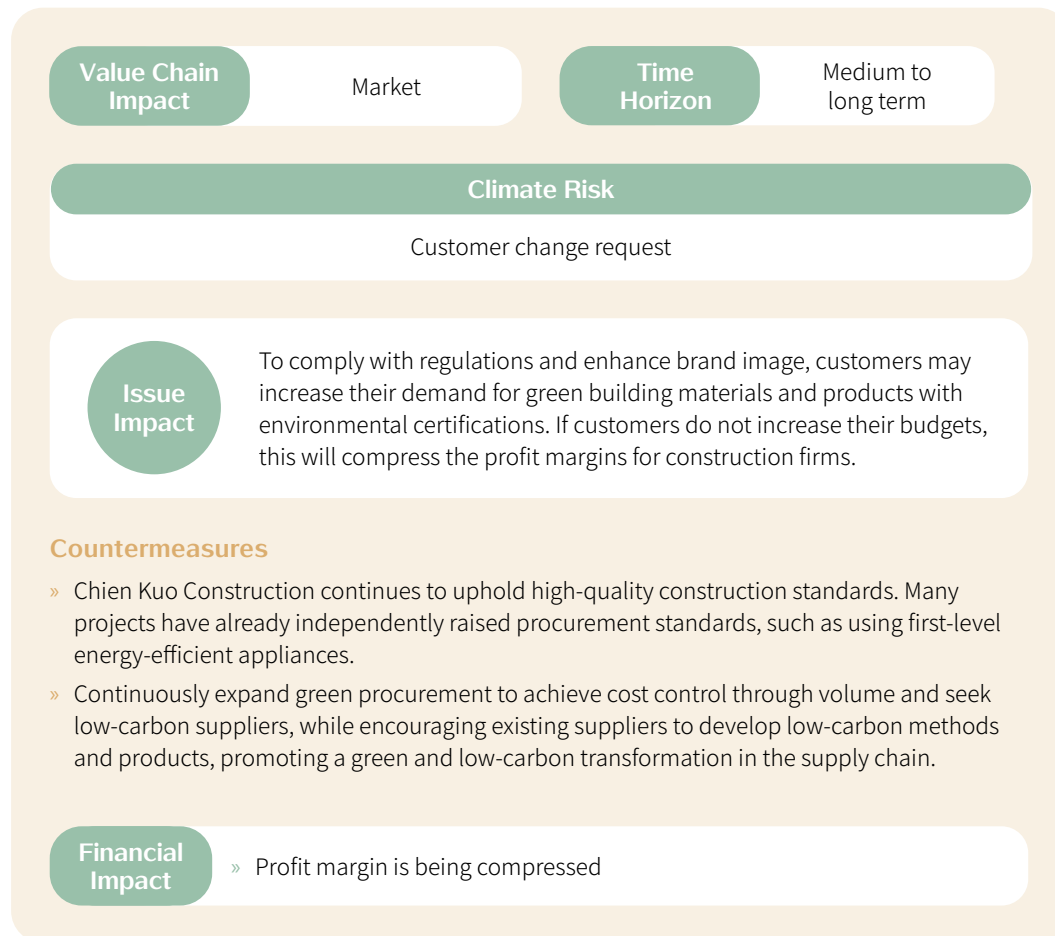 Value Chain
Impact
Market
Time
Horizon
Medium to
long term
Climate Risk
Customer change request
Issue
Impact
To comply with regulations and enhance brand image, customers may
increase their demand for green building materials and products with
environmental certifications. If customers do not increase their budgets,
this will compress the profit margins for construction firms.
Countermeasures
» Chien Kuo Construction continues to uphold high-quality construction standards. Many
projects have already independently raised procurement standards, such as using first-level
energy-efficient appliances.
» Continuously expand green procurement to achieve cost control through volume and seek
low-carbon suppliers, while encouraging existing suppliers to develop low-carbon methods
and products, promoting a green and low-carbon transformation in the supply chain.
Financial
Impact
» Profit margin is being compressed